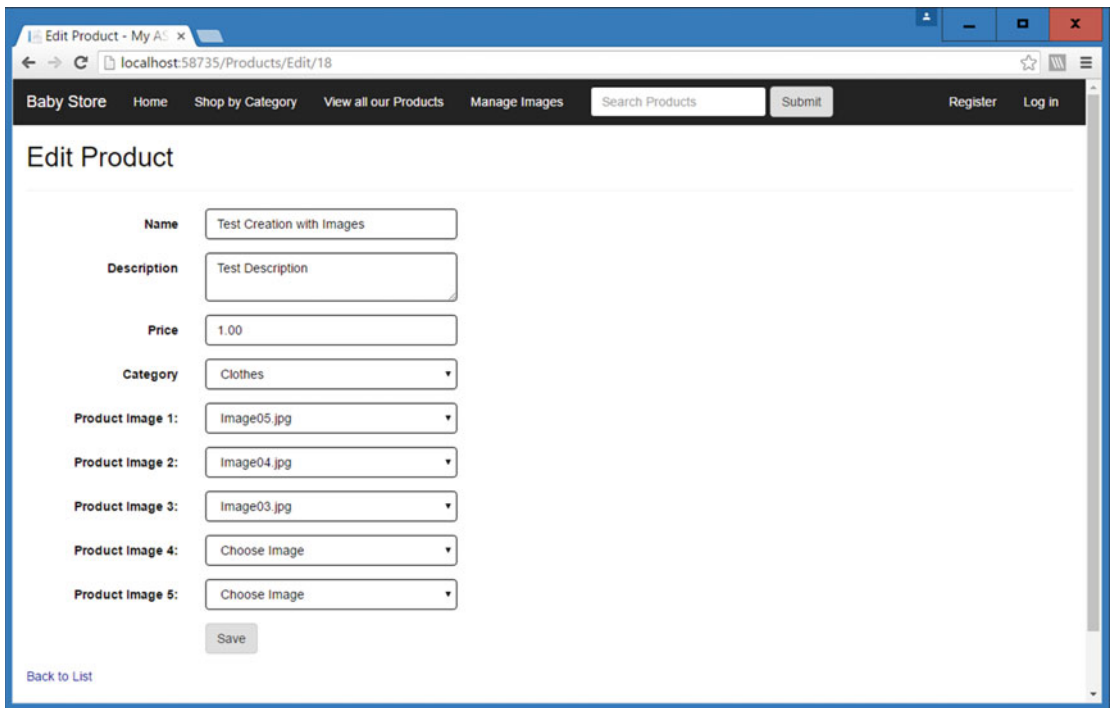 Edit Product - My AS
localhost:58735/Products/Edit/18
Baby Store Home Shop by Category View all our Products Manage Images Search Products Submit Register Log in
Edit Product
Name Test Creation with Images
Description Test Description
Price 1.00
Category Clothes
Product Image 1: Image05.jpg
Product Image 2: Image04.jpg
Product Image 3: Image03.jpg
Product Image 4: Choose Image
Product Image 5: Choose Image
Save
Back to List